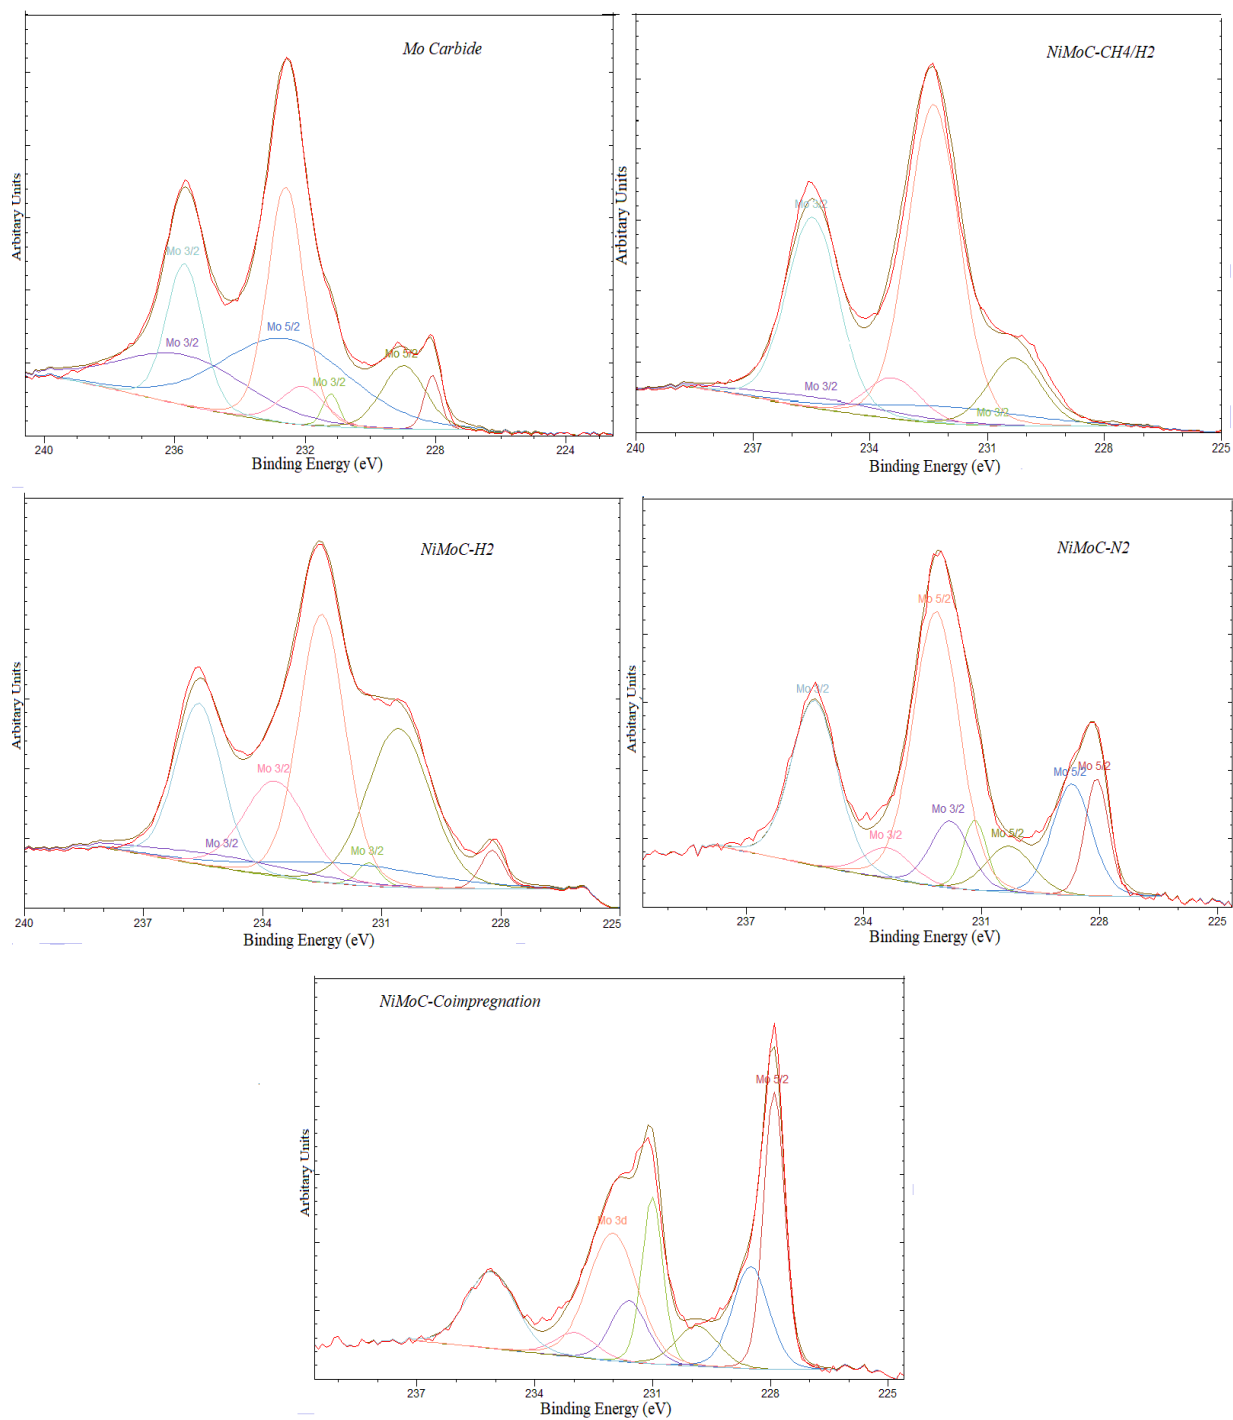 Mo Carbide
Arbitary Units
Mo 3/2
Mo 3/2
Mo 5/2
Mo 3/2
Mo 5/2
240
236
232
228
224
Binding Energy (eV)
NiMoC-CH4/H2
Arbitary Units
Mo 3/2
Mo 3/2
Mo 3/2
240
237
234
231
228
225
Binding Energy (eV)
NiMoC-H2
Arbitary Units
Mo 3/2
Mo 3/2
Mo 3/2
240
237
234
231
228
225
Binding Energy (eV)
NiMoC-N2
Arbitary Units
Mo 5/2
Mo 3/2
Mo 5/2
Mo 5/2
Mo 3/2
Mo 3/2
Mo 5/2
237
234
231
228
225
Binding Energy (eV)
NiMoC-Coimpregnation
Arbitary Units
Mo 5/2
Mo 3d
237
234
231
228
225
Binding Energy (eV)